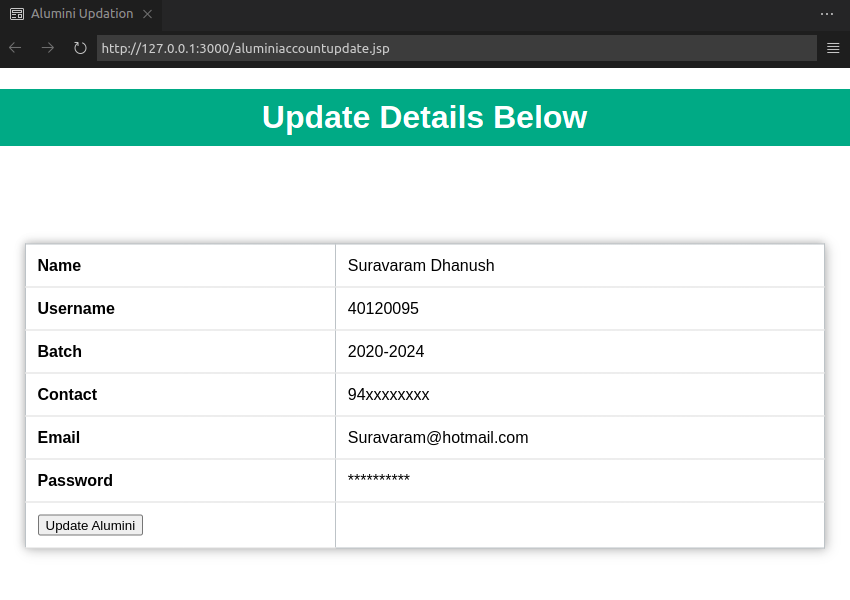 Alumini Updation
http://127.0.0.1:3000/aluminiaccountupdate.jsp
Update Details Below
Name Suravaram Dhanush
Username 40120095
Batch 2020-2024
Contact 94xxxxxxxx
Email Suravaram@hotmail.com
Password **********
Update Alumini